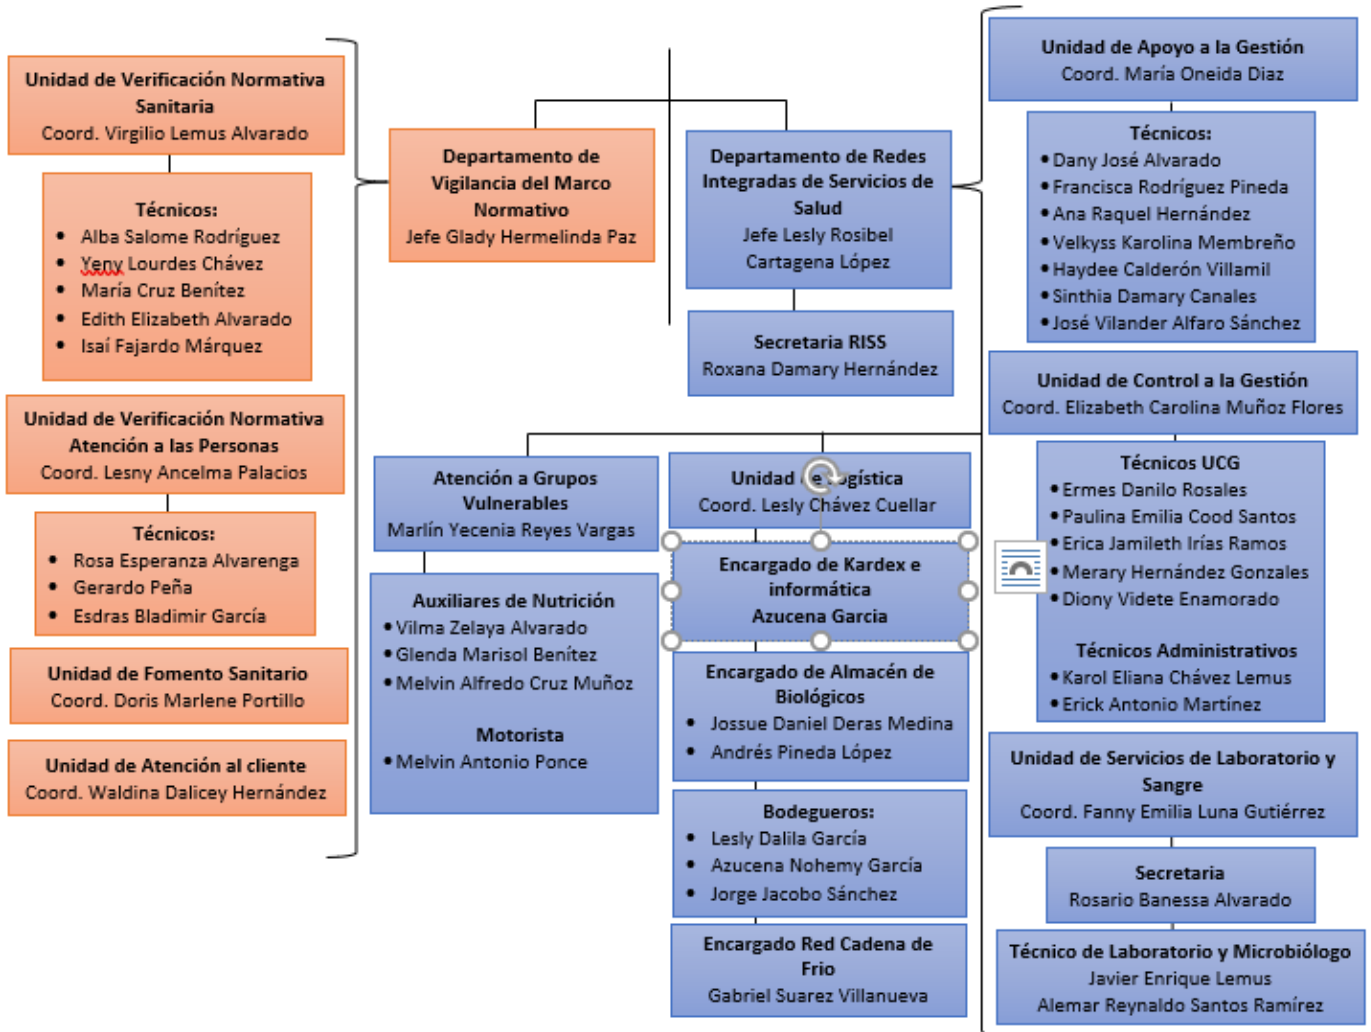 Unidad de Verificación Normativa
Sanitaria
Coord. Virgilio Lemus Alvarado
Técnicos:
• Alba Salome Rodríguez
• Yeny Lourdes Chávez
• María Cruz Benítez
• Edith Elizabeth Alvarado
• Isaí Fajardo Márquez
Unidad de Verificación Normativa
Atención a las Personas
Coord. Lesny Ancelma Palacios
Técnicos:
• Rosa Esperanza Alvarenga
• Gerardo Peña
• Esdras Bladimir García
Unidad de Fomento Sanitario
Coord. Doris Marlene Portillo
Unidad de Atención al cliente
Coord. Waldina Dalicey Hernández
Departamento de
Vigilancia del Marco
Normativo
Jefe Glady Hermelinda Paz
Departamento de Redes
Integradas de Servicios de
Salud
Jefe Lesly Rosibel
Cartagena López
Secretaria RISS
Roxana Damary Hernández
Atención a Grupos
Vulnerables
Marlín Yecenia Reyes Vargas
Auxiliares de Nutrición
• Vilma Zelaya Alvarado
• Glenda Marisol Benítez
• Melvin Alfredo Cruz Muñoz
Motorista
• Melvin Antonio Ponce
Unidad de Logística
Coord. Lesly Chávez Cuellar
Encargado de Kardex e
informática
Azucena Garcia
Encargado de Almacén de
Biológicos
• Jossue Daniel Deras Medina
• Andrés Pineda López
Bodegueros:
• Lesly Dalila García
• Azucena Nohemy García
• Jorge Jacobo Sánchez
Encargado Red Cadena de
Frio
Gabriel Suarez Villanueva
Unidad de Apoyo a la Gestión
Coord. María Oneida Diaz
Técnicos:
• Dany José Alvarado
• Francisca Rodríguez Pineda
• Ana Raquel Hernández
• Velkyss Karolina Membreño
• Haydee Calderón Villamil
• Sinthia Damary Canales
• José Vilander Alfaro Sánchez
Unidad de Control a la Gestión
Coord. Elizabeth Carolina Muñoz Flores
Técnicos UCG
• Ermes Danilo Rosales
• Paulina Emilia Cood Santos
• Erica Jamileth Irías Ramos
• Merary Hernández Gonzales
• Diony Videte Enamorado
Técnicos Administrativos
• Karol Eliana Chávez Lemus
• Erick Antonio Martínez
Unidad de Servicios de Laboratorio y
Sangre
Coord. Fanny Emilia Luna Gutiérrez
Secretaria
Rosario Banessa Alvarado
Técnico de Laboratorio y Microbiólogo
Javier Enrique Lemus
Alemar Reynaldo Santos Ramírez